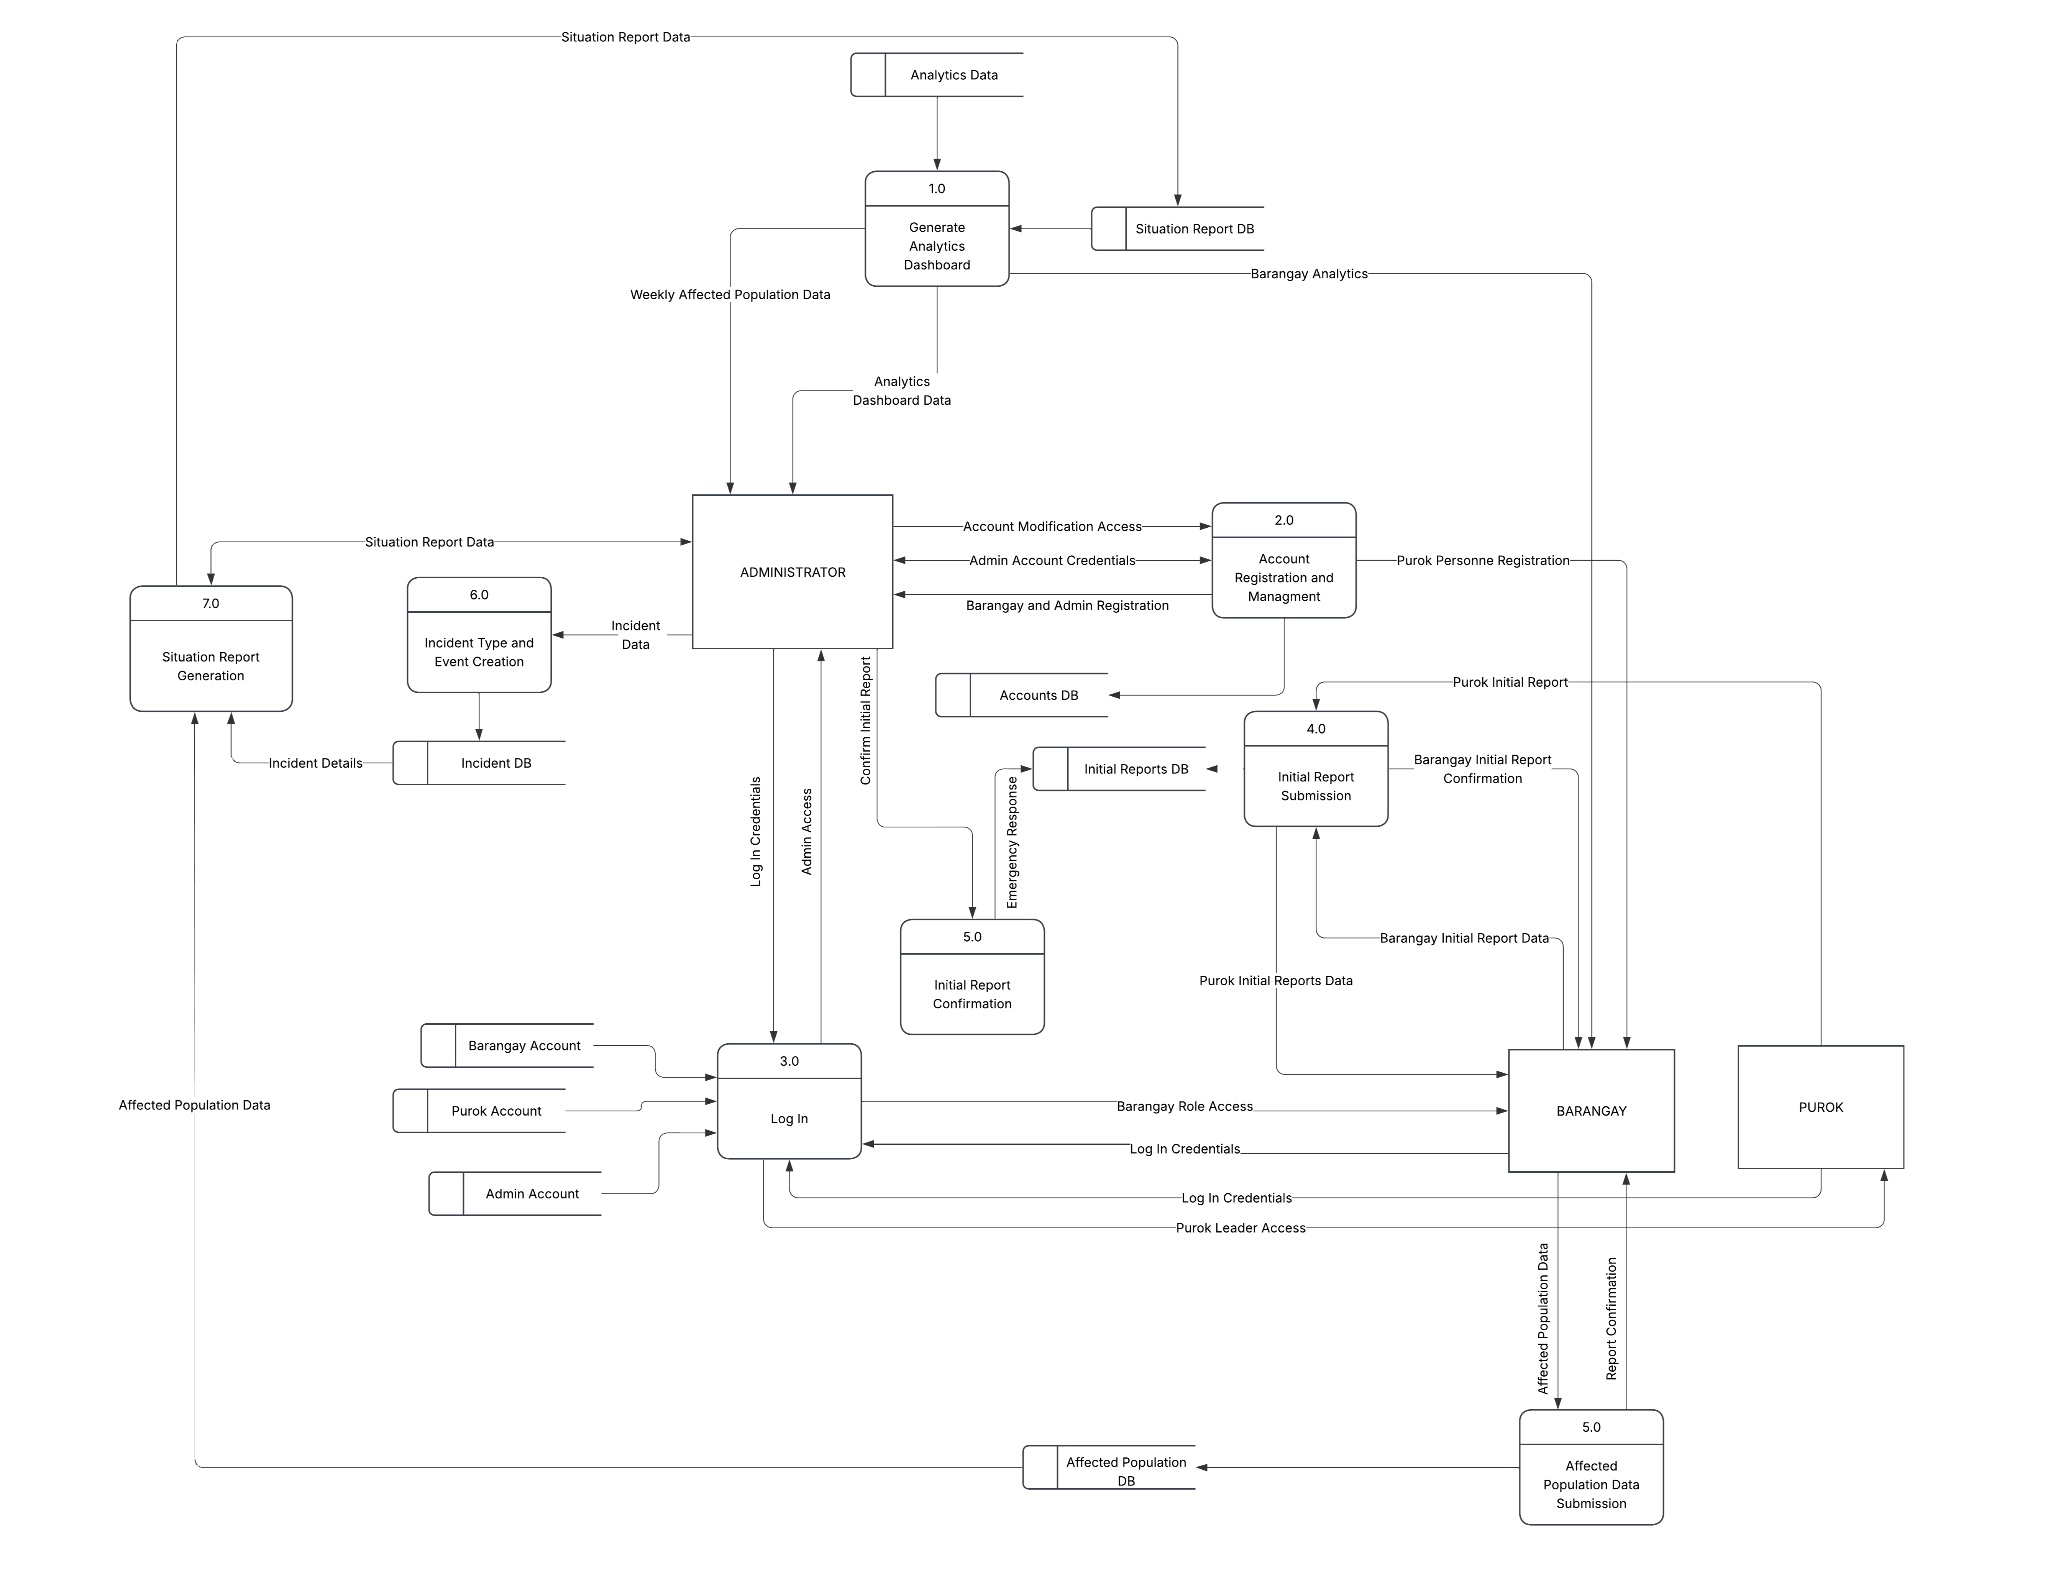 Situation Report Data
Analytics Data
1.0
Generate
Analytics
Dashboard
Situation Report DB
Barangay Analytics
Weekly Affected Population Data
Analytics
Dashboard Data
ADMINISTRATOR
Account Modification Access
Admin Account Credentials
Barangay and Admin Registration
2.0
Account
Registration and
Managment
Purok Personne Registration
Situation Report Data
7.0
Situation Report
Generation
6.0
Incident Type and
Event Creation
Incident
Data
Incident Details
Incident DB
Accounts DB
Purok Initial Report
4.0
Initial Report
Submission
Barangay Initial Report
Confirmation
Initial Reports DB
Confirm Initial Report
Log In Credentials
Admin Access
Emergency Response
5.0
Initial Report
Confirmation
Barangay Initial Report Data
Purok Initial Reports Data
Barangay Account
Purok Account
Admin Account
3.0
Log In
Barangay Role Access
Log In Credentials
Log In Credentials
Purok Leader Access
BARANGAY
PUROK
Affected Population Data
Affected Population Data
Report Confirmation
5.0
Affected
Population Data
Submission
Affected Population
DB